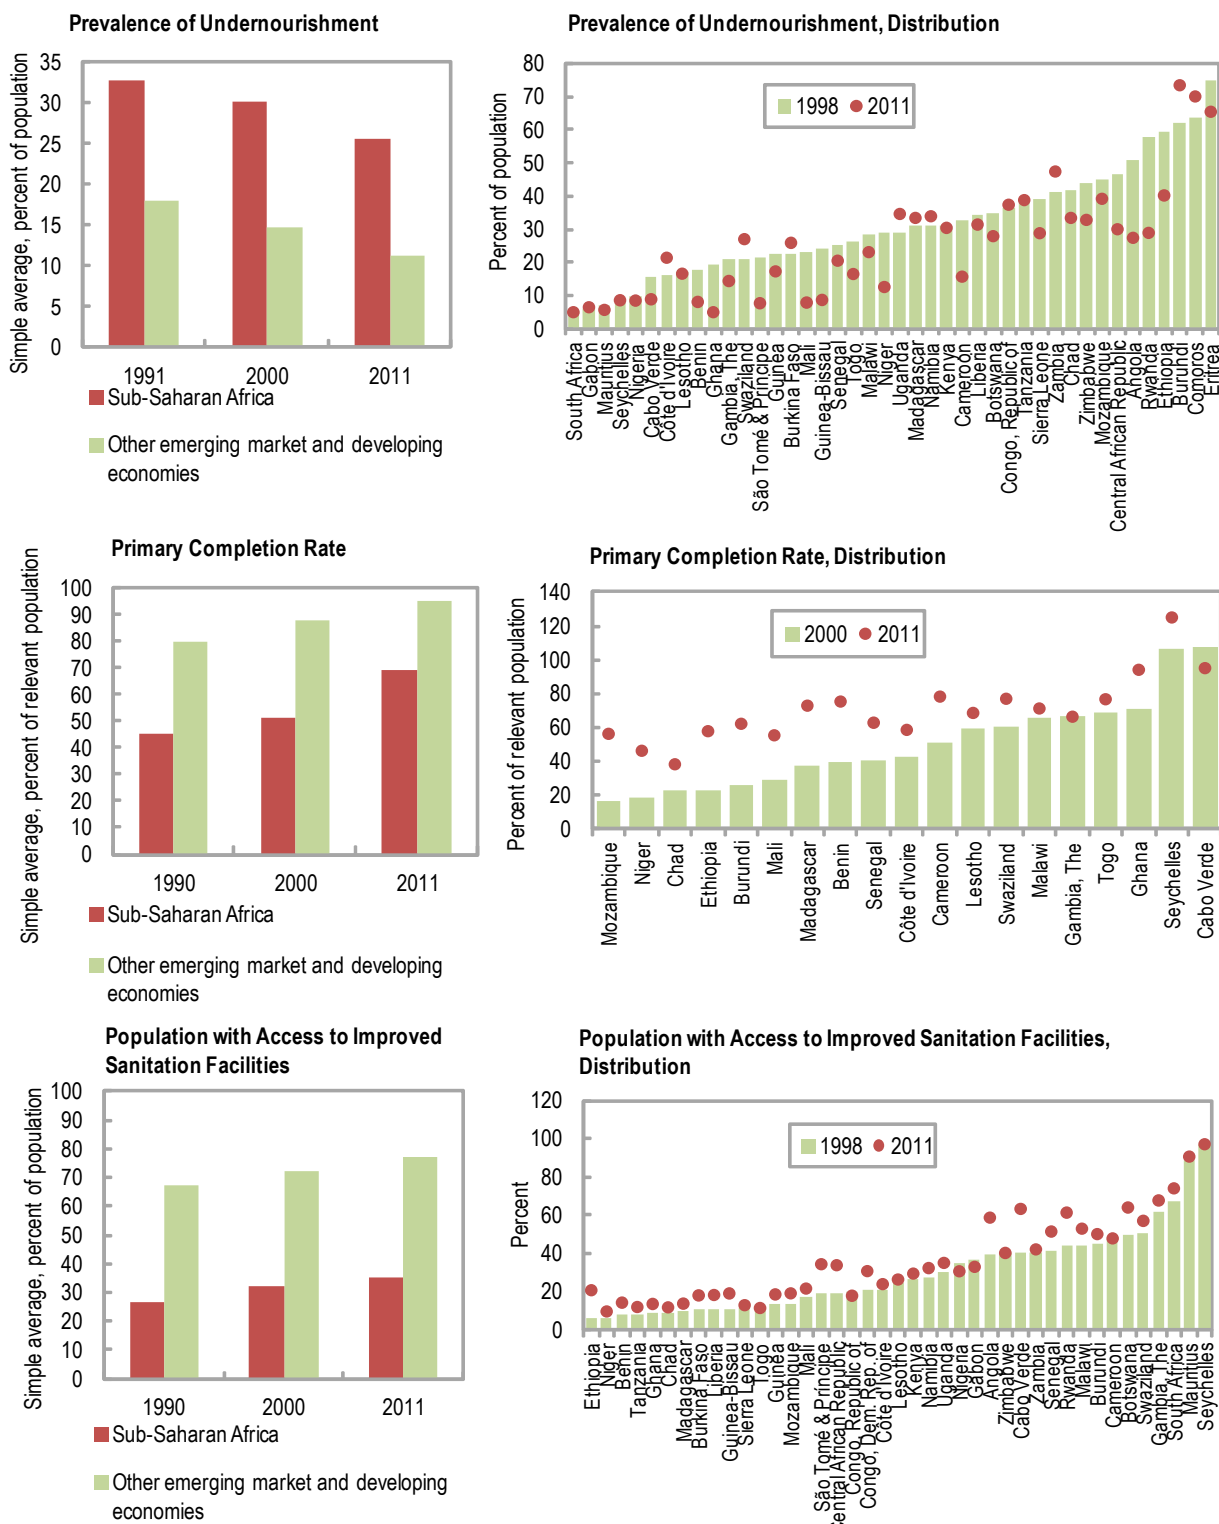 Prevalence of Undernourishment
Simple average, percent of population
35
30
25
20
15
10
5
0
1991
2000
2011
Sub-Saharan Africa
Other emerging market and developing
economies
Prevalence of Undernourishment, Distribution
Percent of population
80
70
60
50
40
30
20
10
0
1998
2011
South Africa
Gabon
Mauritius
Seychelles
Nigeria
Cabo Verde
Côte d'Ivoire
Lesotho
Benin
Ghana
Gambia, The
Swaziland
São Tomé & Príncipe
Guinea
Burkina Faso
Mali
Guinea-Bissau
Senegal
Togo
Malawi
Niger
Uganda
Madagascar
Namibia
Kenya
Cameroon
Liberia
Botswana
Congo, Republic of
Tanzania
Sierra Leone
Zambia
Chad
Zimbabwe
Mozambique
Central African Republic
Angola
Rwanda
Ethiopia
Burundi
Comoros
Eritrea
Primary Completion Rate
Simple average, percent of relevant population
100
90
80
70
60
50
40
30
20
10
0
1990
2000
2011
Sub-Saharan Africa
Other emerging market and developing
economies
Primary Completion Rate, Distribution
Percent of relevant population
140
120
100
80
60
40
20
0
2000
2011
Mozambique
Niger
Chad
Ethiopia
Burundi
Mali
Madagascar
Benin
Senegal
Côte d'Ivoire
Cameroon
Lesotho
Swaziland
Malawi
Gambia, The
Togo
Ghana
Seychelles
Cabo Verde
Population with Access to Improved
Sanitation Facilities
Simple average, percent of population
100
90
80
70
60
50
40
30
20
10
0
1990
2000
2011
Sub-Saharan Africa
Other emerging market and developing
economies
Population with Access to Improved Sanitation Facilities,
Distribution
Percent
120
100
80
60
40
20
0
1998
2011
Ethiopia
Niger
Benin
Tanzania
Ghana
Chad
Madagascar
Burkina Faso
Liberia
Guinea-Bissau
Sierra Leone
Togo
Guinea
Mozambique
Mali
São Tomé & Príncipe
Central African Republic
Congo, Republic of
Congo, Dem. Rep. of
Côte d'Ivoire
Lesotho
Kenya
Namibia
Uganda
Nigeria
Gabon
Angola
Zimbabwe
Cabo Verde
Zambia
Senegal
Rwanda
Malawi
Burundi
Cameroon
Botswana
Swaziland
Gambia, The
South Africa
Mauritius
Seychelles